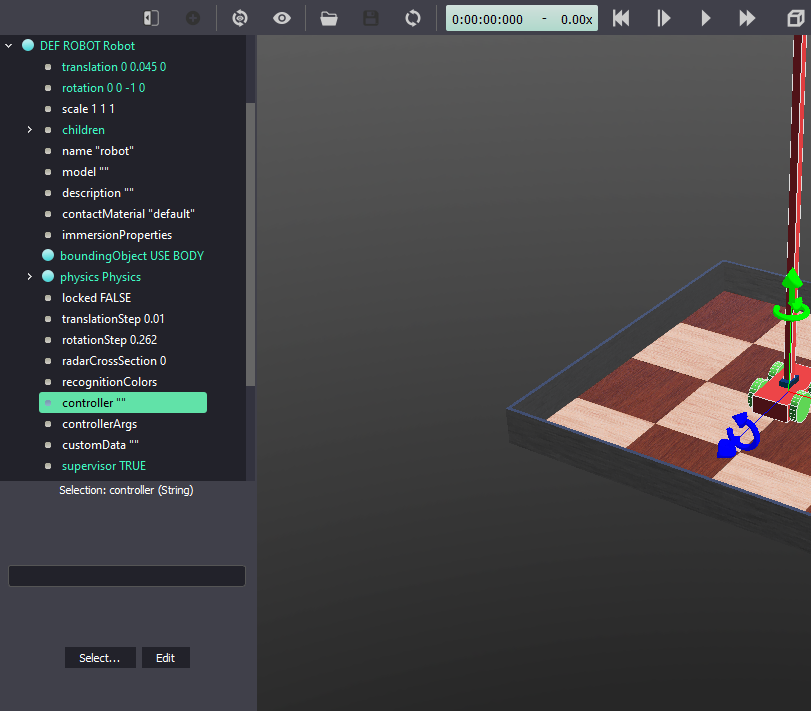 0:00:00:000 - 0.00x
DEF ROBOT Robot
translation 0 0.045 0
rotation 0 0 -1 0
scale 1 1 1
children
name "robot"
model ""
description ""
contactMaterial "default"
immersionProperties
boundingObject USE BODY
physics Physics
locked FALSE
translationStep 0.01
rotationStep 0.262
radarCrossSection 0
recognitionColors
controller ""
controllerArgs
customData ""
supervisor TRUE
Selection: controller (String)
Select... Edit